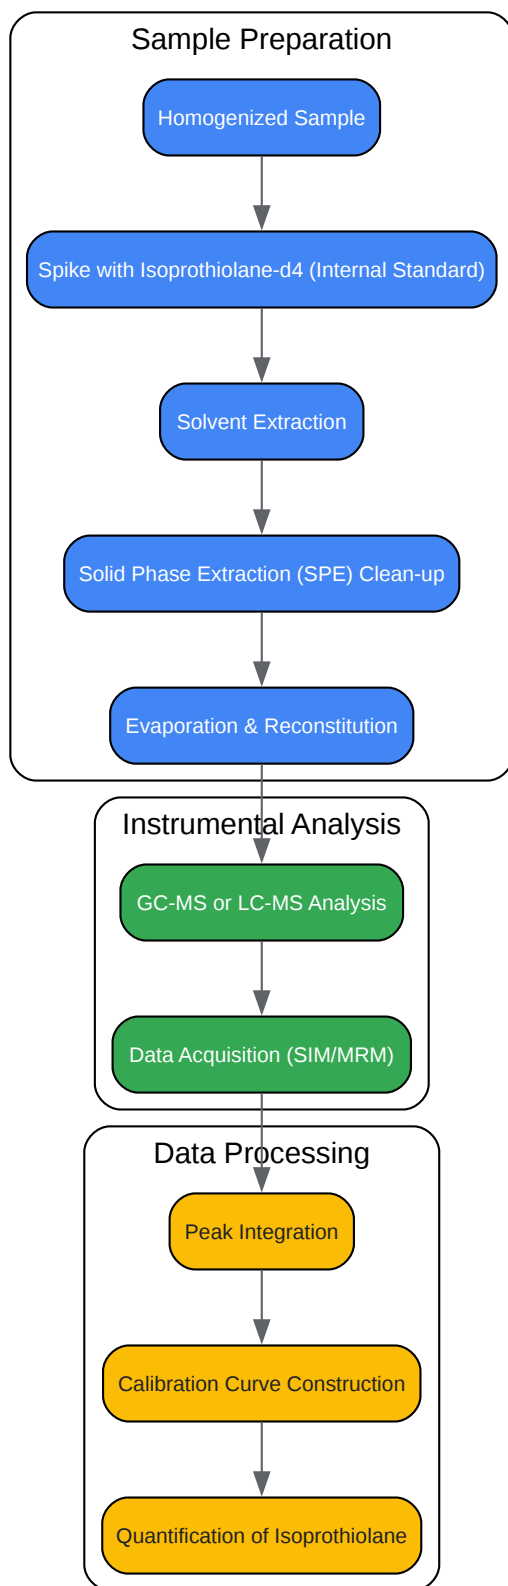 Sample Preparation
Homogenized Sample
Spike with Isoprothiolane-d4 (Internal Standard)
Solvent Extraction
Solid Phase Extraction (SPE) Clean-up
Evaporation & Reconstitution
Instrumental Analysis
GC-MS or LC-MS Analysis
Data Acquisition (SIM/MRM)
Data Processing
Peak Integration
Calibration Curve Construction
Quantification of Isoprothiolane